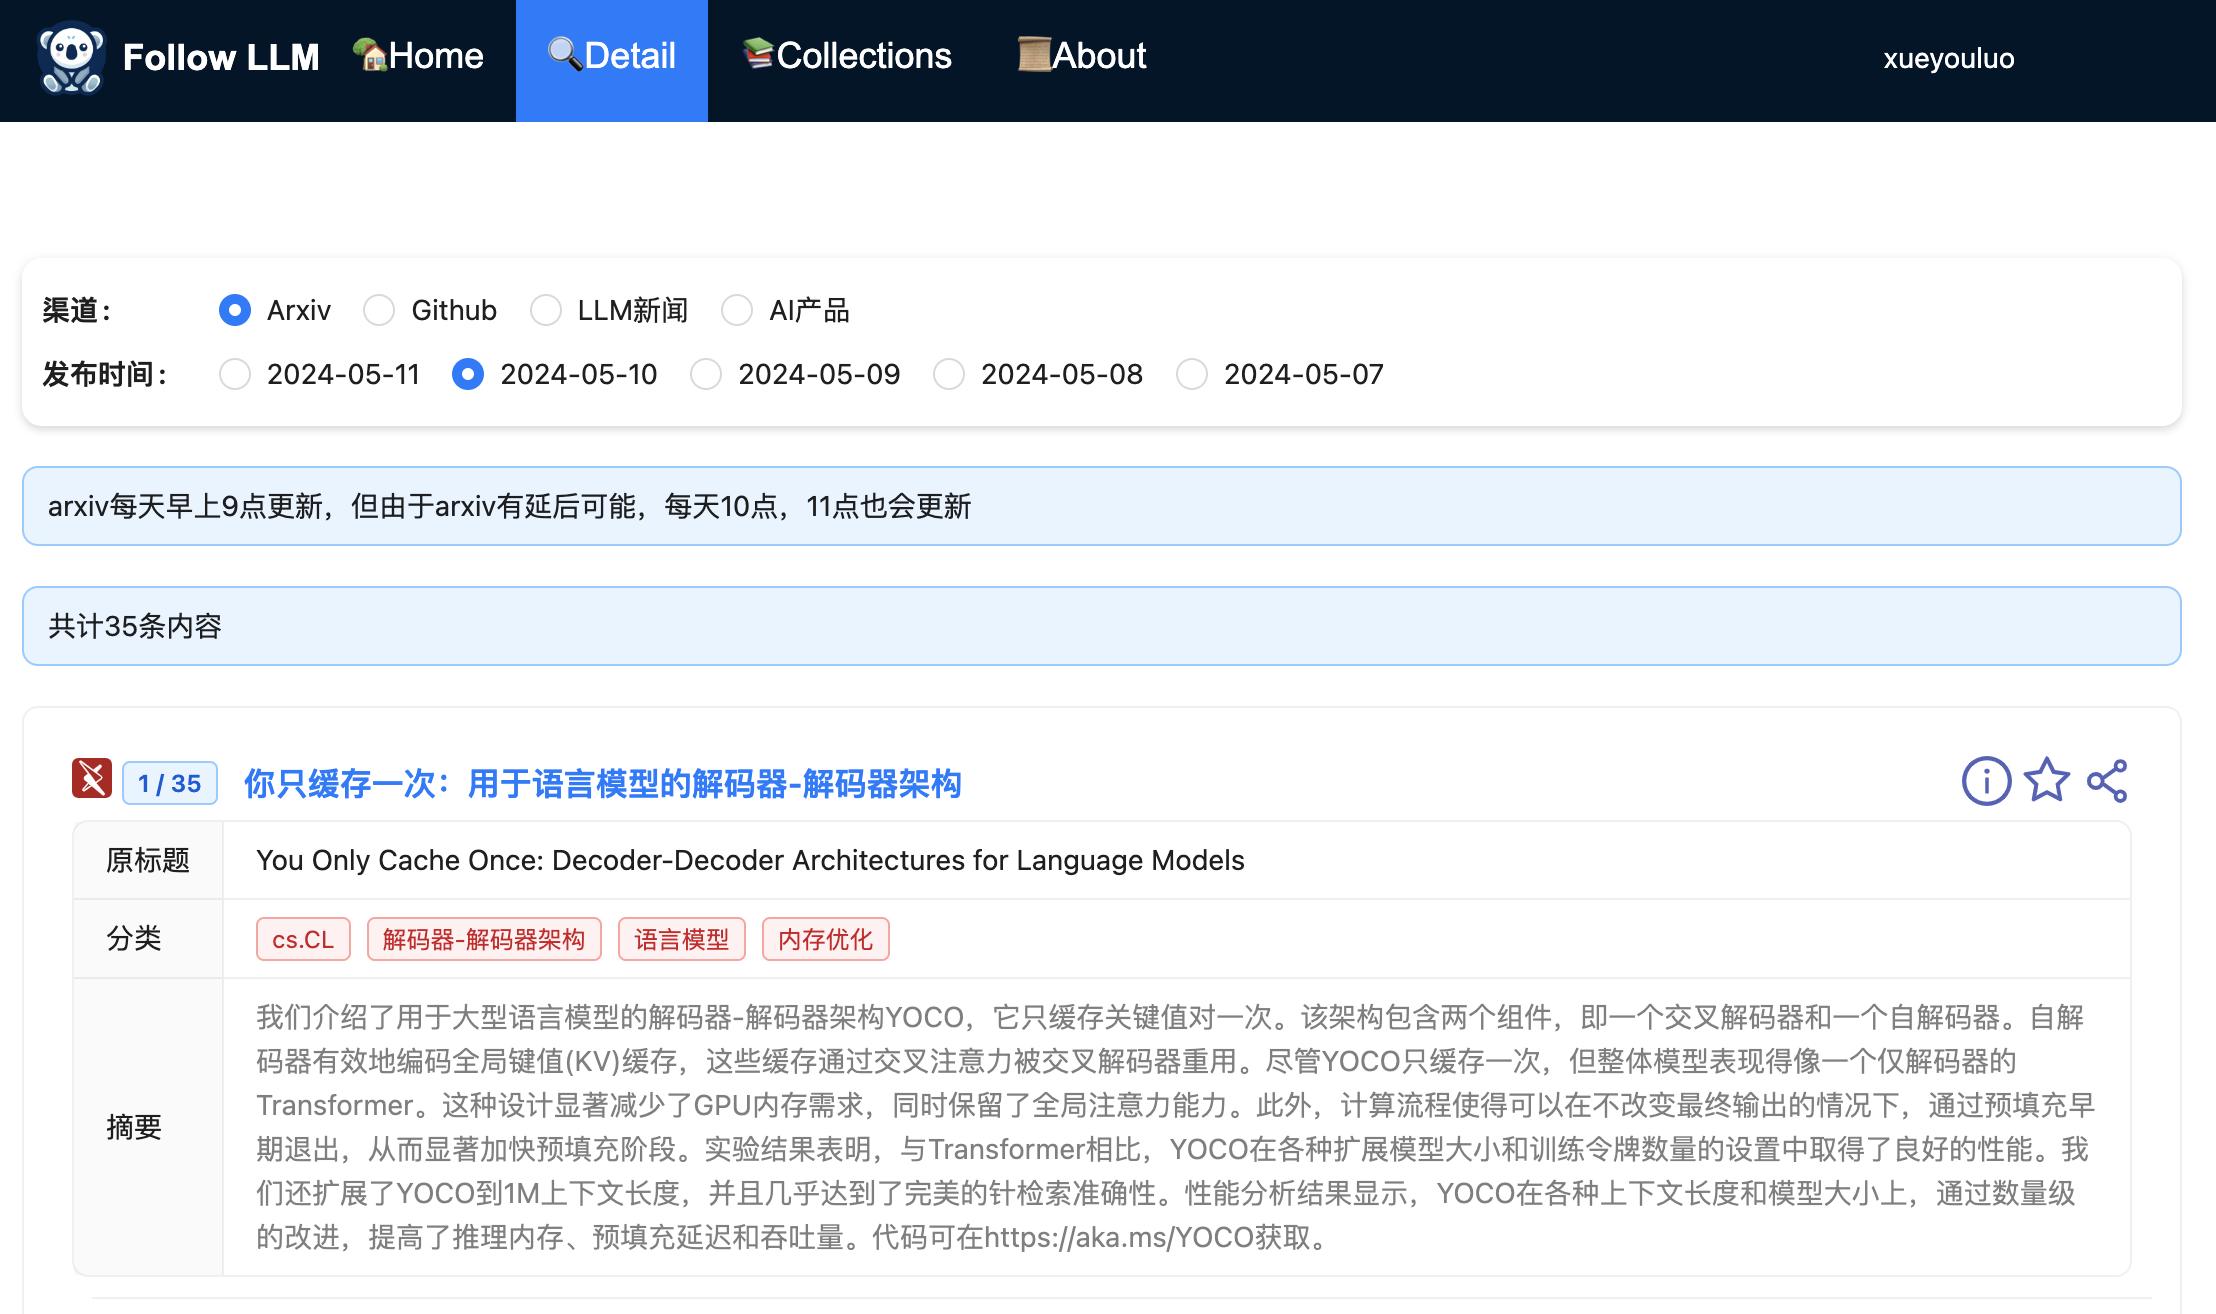 Follow LLM Home Detail Collections About xueyouluo
渠道： Arxiv Github LLM新闻 AI产品
发布时间： 2024-05-11 2024-05-10 2024-05-09 2024-05-08 2024-05-07
arxiv每天早上9点更新，但由于arxiv有延后可能，每天10点，11点也会更新
共计35条内容
1 / 35 你只缓存一次：用于语言模型的解码器-解码器架构
原标题 You Only Cache Once: Decoder-Decoder Architectures for Language Models
分类 cs.CL 解码器-解码器架构 语言模型 内存优化
摘要
我们介绍了用于大型语言模型的解码器-解码器架构YOCO，它只缓存关键值对一次。该架构包含两个组件，即一个交叉解码器和一个自解码器。自解
码器有效地编码全局键值(KV)缓存，这些缓存通过交叉注意力被交叉解码器重用。尽管YOCO只缓存一次，但整体模型表现得像一个仅解码器的
Transformer。这种设计显著减少了GPU内存需求，同时保留了全局注意力能力。此外，计算流程使得可以在不改变最终输出的情况下，通过预填充早
期退出，从而显著加快预填充阶段。实验结果表明，与Transformer相比，YOCO在各种扩展模型大小和训练令牌数量的设置中取得了良好的性能。我
们还扩展了YOCO到1M上下文长度，并且几乎达到了完美的针检索准确性。性能分析结果显示，YOCO在各种上下文长度和模型大小上，通过数量级
的改进，提高了推理内存、预填充延迟和吞吐量。代码可在https://aka.ms/YOCO获取。